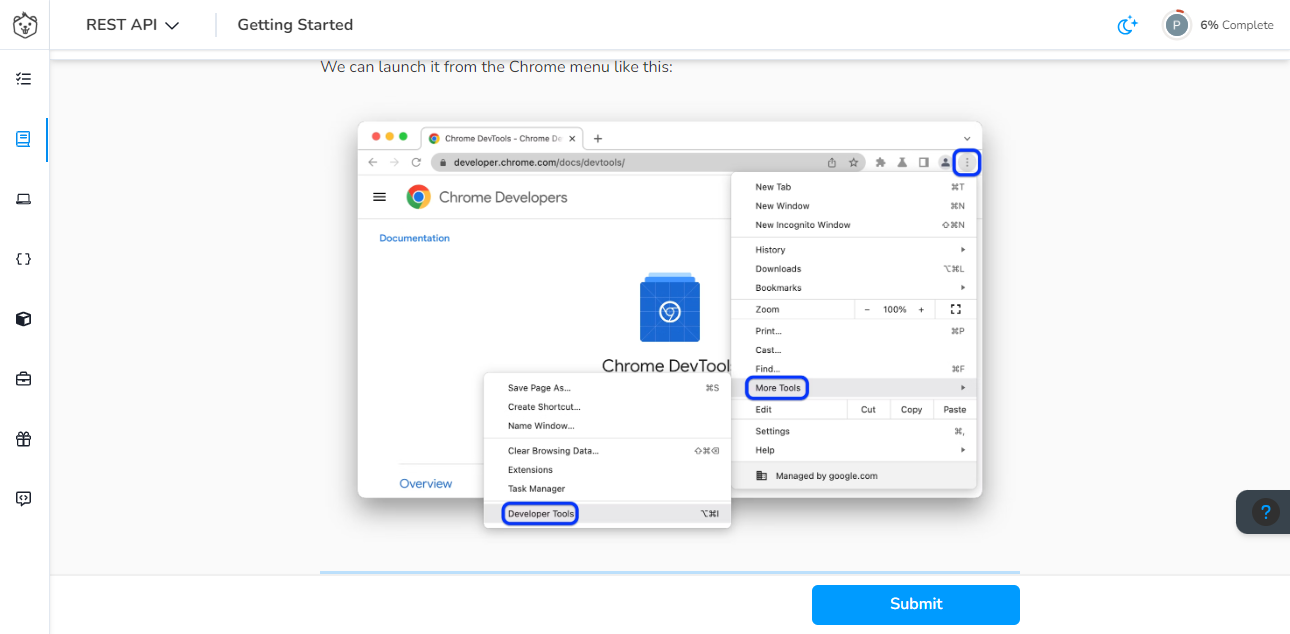 REST API
Getting Started
P
6% Complete
We can launch it from the Chrome menu like this:
Chrome DevTools - Chrome De
developer.chrome.com/docs/devtools/
Chrome Developers
Documentation
Chrome DevTool
Overview
New Tab ⌘T
New Window ⌘N
New Incognito Window ⇧⌘N
History
Downloads ⌥⌘L
Bookmarks
Zoom − 100% +
Print... ⌘P
Cast...
Find... ⌘F
More Tools
Edit Cut Copy Paste
Settings ⌘,
Help
Managed by google.com
Save Page As... ⌘S
Create Shortcut...
Name Window...
Clear Browsing Data... ⇧⌘⌫
Extensions
Task Manager
Developer Tools ⌥⌘I
?
Submit